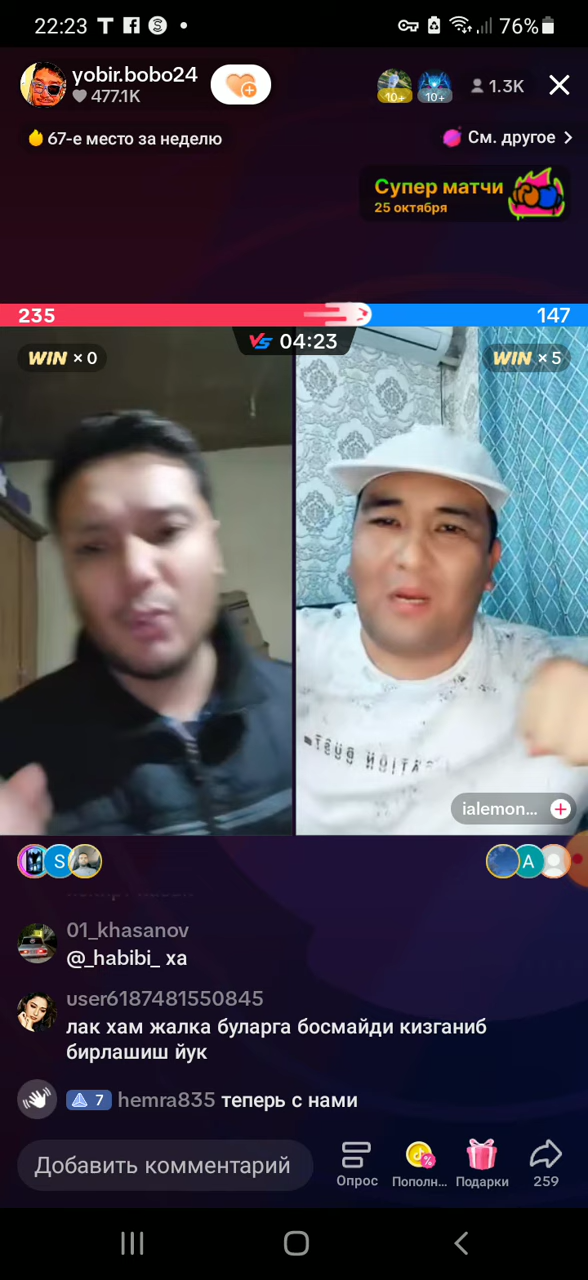 22:23
76%
yobir.bobo24
477.1K
10+
10+
1.3K
67-е место за неделю
См. другое
Супер матчи
25 октября
235
147
VS 04:23
WIN × 0
WIN × 5
ialemon...
S
A
01_khasanov
@_habibi_ ха
user6187481550845
лак хам жалка буларга босмайди кизганиб
бирлашиш йук
7 hemra835 теперь с нами
Добавить комментарий
Опрос
Пополн...
Подарки
259